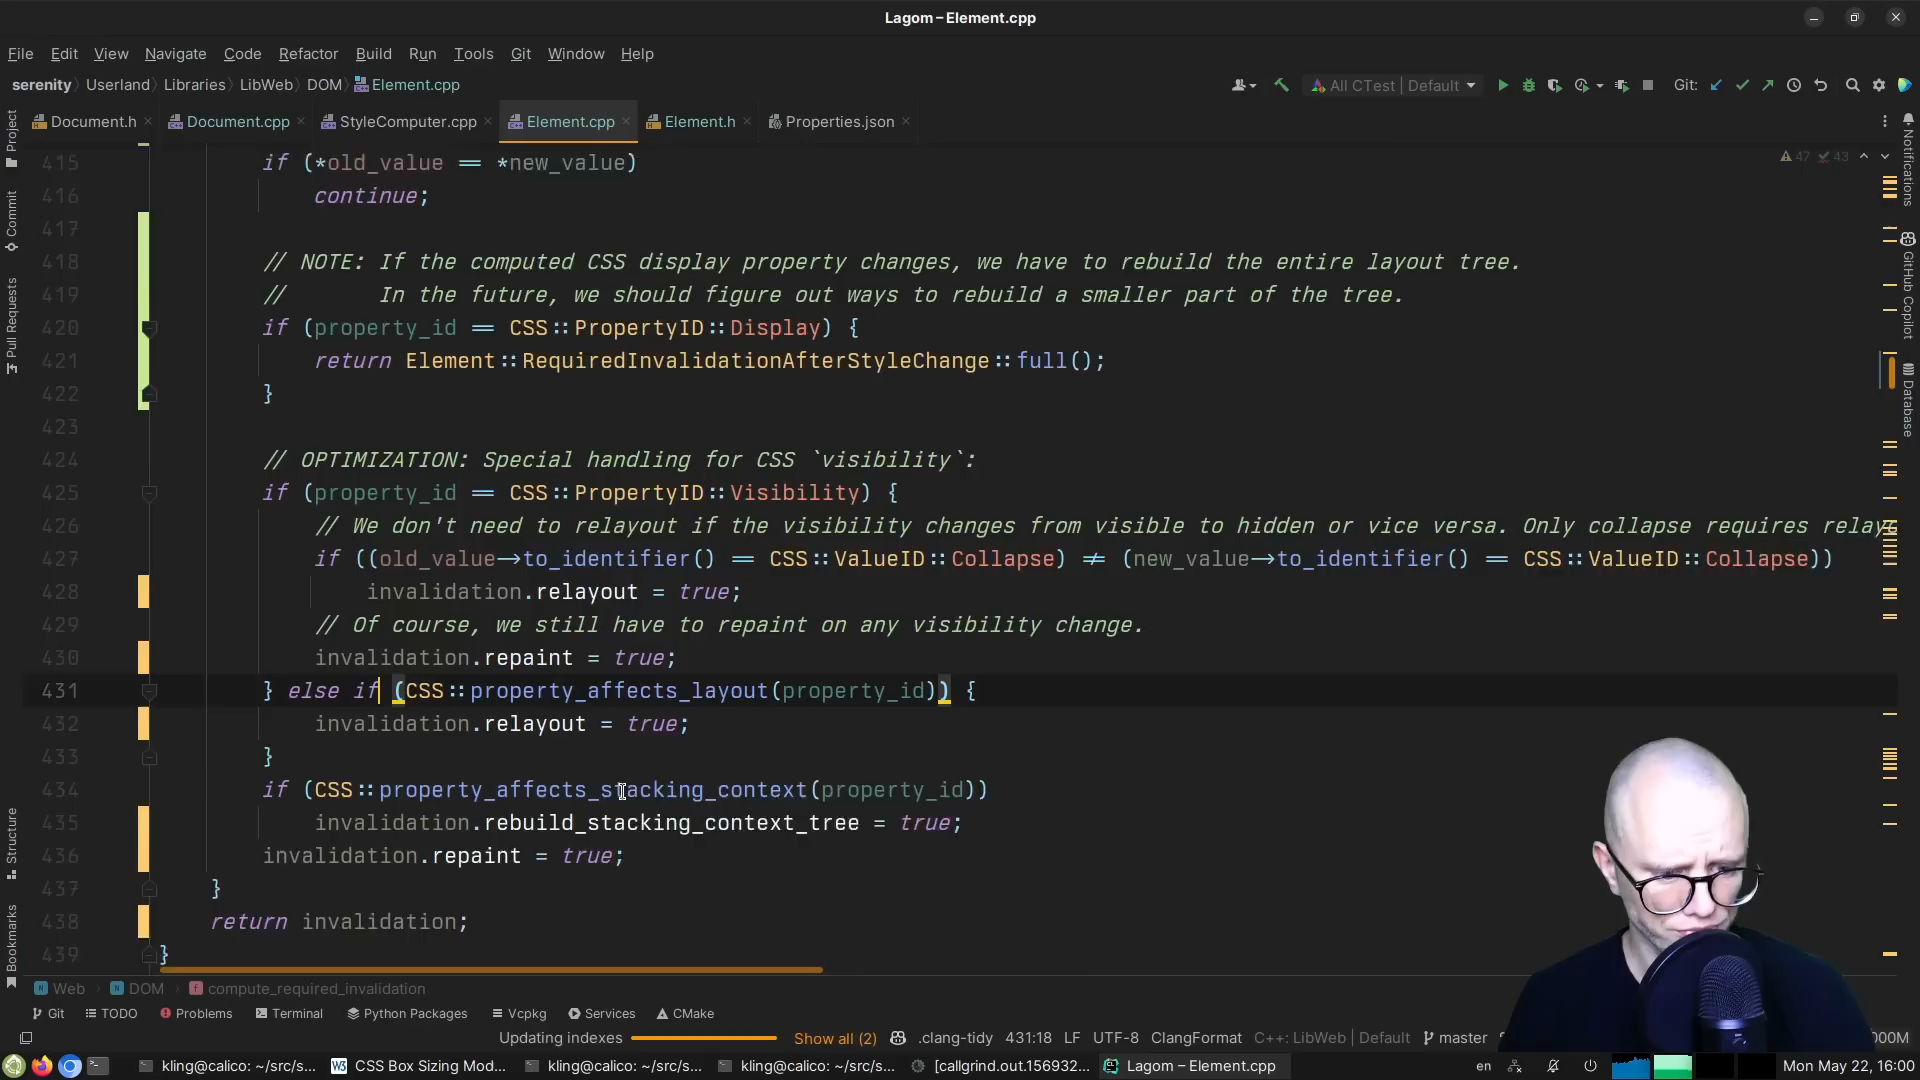 Lagom – Element.cpp
File Edit View Navigate Code Refactor Build Run Tools Git Window Help
serenity Userland Libraries LibWeb DOM Element.cpp All CTest | Default Git:
Document.h Document.cpp StyleComputer.cpp Element.cpp Element.h Properties.json
Project
Commit
Pull Requests
Structure
Bookmarks
Notifications
GitHub Copilot
Database
47 43
415 if (*old_value == *new_value)
416 continue;
417
418 // NOTE: If the computed CSS display property changes, we have to rebuild the entire layout tree.
419 // In the future, we should figure out ways to rebuild a smaller part of the tree.
420 if (property_id == CSS::PropertyID::Display) {
421 return Element::RequiredInvalidationAfterStyleChange::full();
422 }
423
424 // OPTIMIZATION: Special handling for CSS `visibility`:
425 if (property_id == CSS::PropertyID::Visibility) {
426 // We don't need to relayout if the visibility changes from visible to hidden or vice versa. Only collapse requires relayo
427 if ((old_value->to_identifier() == CSS::ValueID::Collapse) != (new_value->to_identifier() == CSS::ValueID::Collapse))
428 invalidation.relayout = true;
429 // Of course, we still have to repaint on any visibility change.
430 invalidation.repaint = true;
431 } else if (CSS::property_affects_layout(property_id)) {
432 invalidation.relayout = true;
433 }
434 if (CSS::property_affects_stacking_context(property_id))
435 invalidation.rebuild_stacking_context_tree = true;
436 invalidation.repaint = true;
437 }
438 return invalidation;
439 }
Web DOM compute_required_invalidation
Git TODO Problems Terminal Python Packages Vcpkg Services CMake
Updating indexes Show all (2) .clang-tidy 431:18 LF UTF-8 ClangFormat C++: LibWeb | Default master 000M
kling@calico: ~/src/s... CSS Box Sizing Mod... kling@calico: ~/src/s... kling@calico: ~/src/s... [callgrind.out.156932... Lagom – Element.cpp en Mon May 22, 16:00